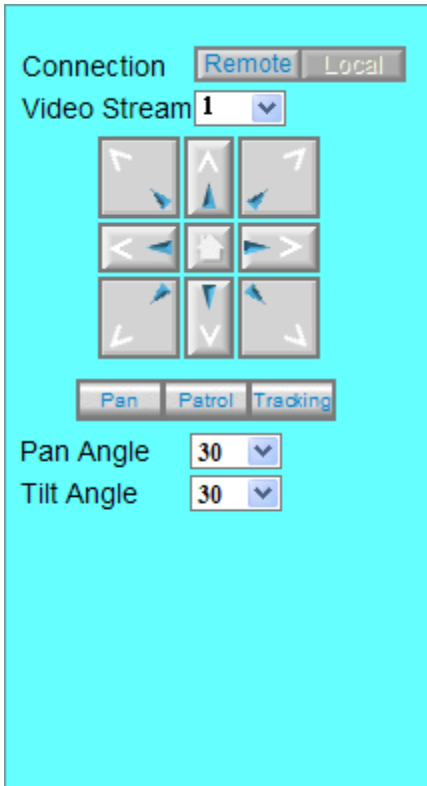 Connection Remote Local
Video Stream 1
Pan Patrol Tracking
Pan Angle 30
Tilt Angle 30